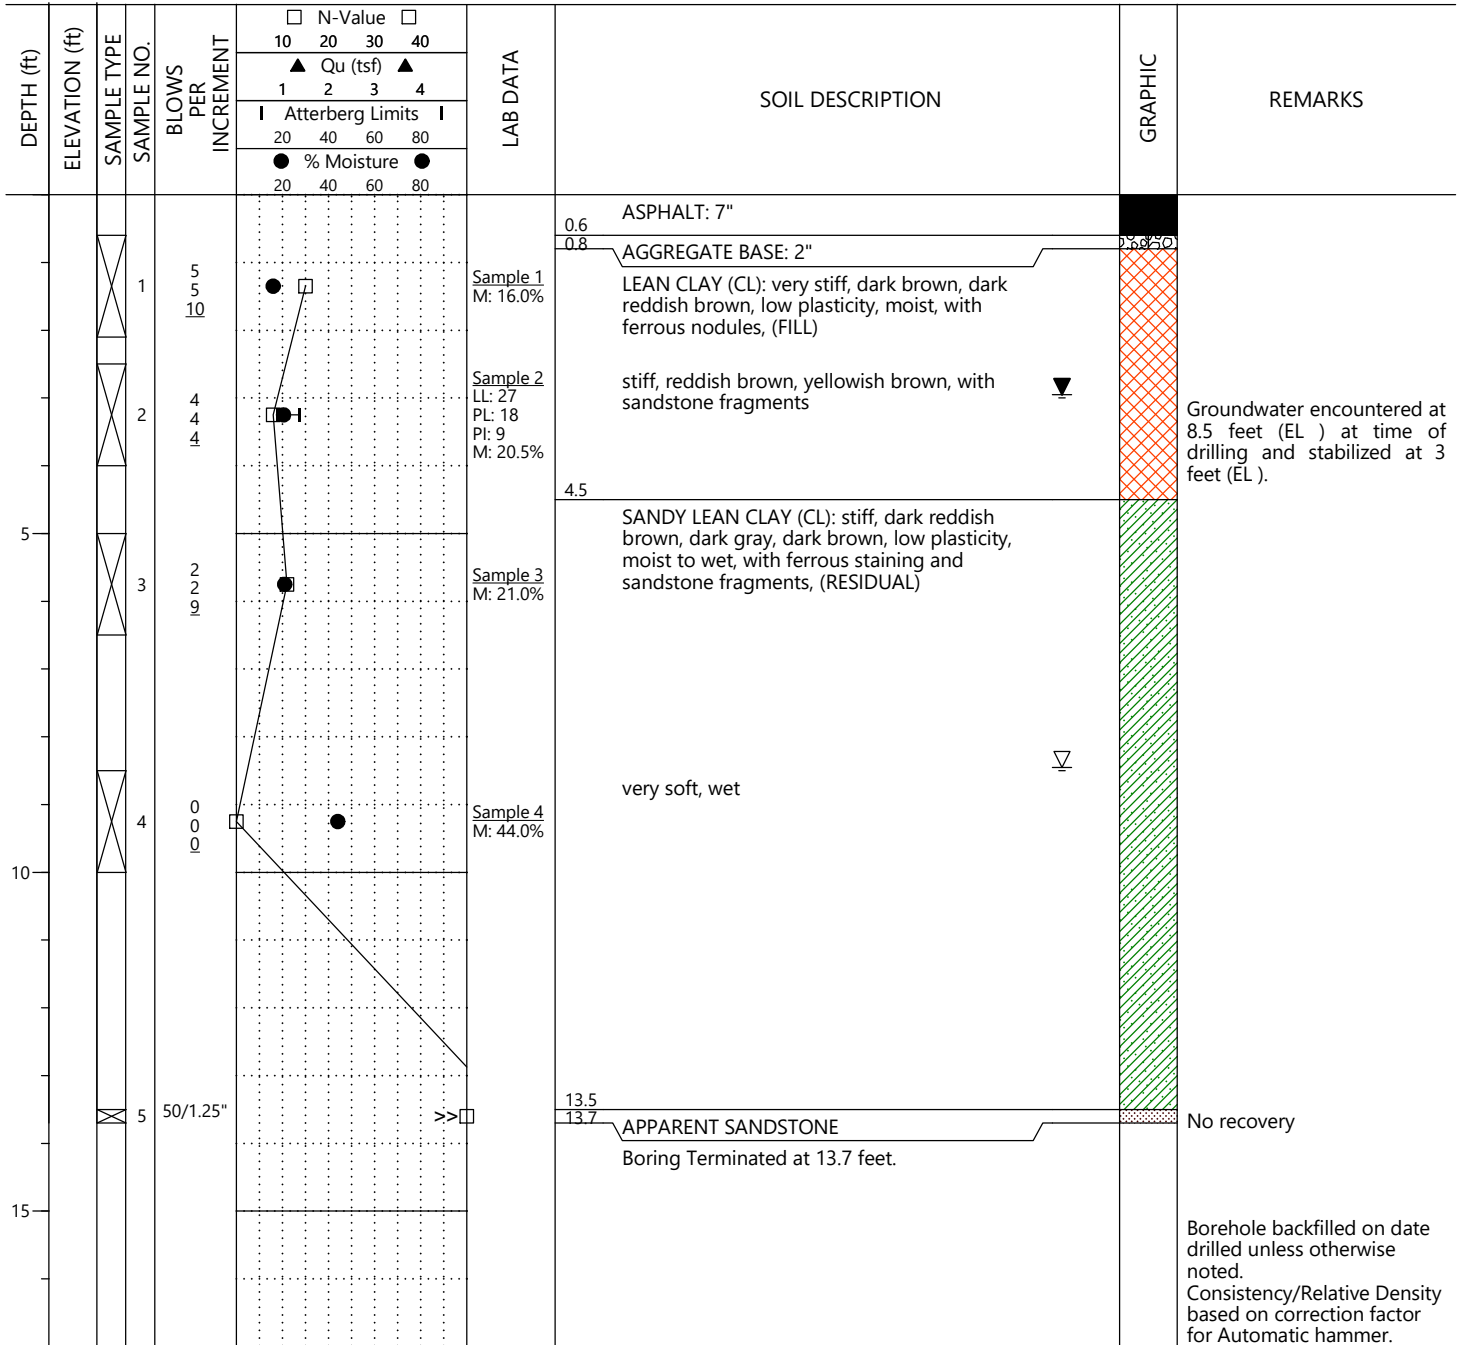 DEPTH (ft)
ELEVATION (ft)
SAMPLE TYPE
SAMPLE NO.
BLOWS
PER
INCREMENT
N-Value
10 20 30 40
Qu (tsf)
1 2 3 4
Atterberg Limits
20 40 60 80
% Moisture
20 40 60 80
LAB DATA
SOIL DESCRIPTION
GRAPHIC
REMARKS
0.6
ASPHALT: 7"
0.8
AGGREGATE BASE: 2"
1
5
5
10
Sample 1
M: 16.0%
LEAN CLAY (CL): very stiff, dark brown, dark
reddish brown, low plasticity, moist, with
ferrous nodules, (FILL)
2
4
4
4
Sample 2
LL: 27
PL: 18
PI: 9
M: 20.5%
stiff, reddish brown, yellowish brown, with
sandstone fragments
Groundwater encountered at
8.5 feet (EL ) at time of
drilling and stabilized at 3
feet (EL ).
4.5
5
SANDY LEAN CLAY (CL): stiff, dark reddish
brown, dark gray, dark brown, low plasticity,
moist to wet, with ferrous staining and
sandstone fragments, (RESIDUAL)
3
2
2
9
Sample 3
M: 21.0%
very soft, wet
4
0
0
0
Sample 4
M: 44.0%
10
13.5
5
50/1.25"
>>
13.7
APPARENT SANDSTONE
No recovery
Boring Terminated at 13.7 feet.
15
Borehole backfilled on date
drilled unless otherwise
noted.
Consistency/Relative Density
based on correction factor
for Automatic hammer.